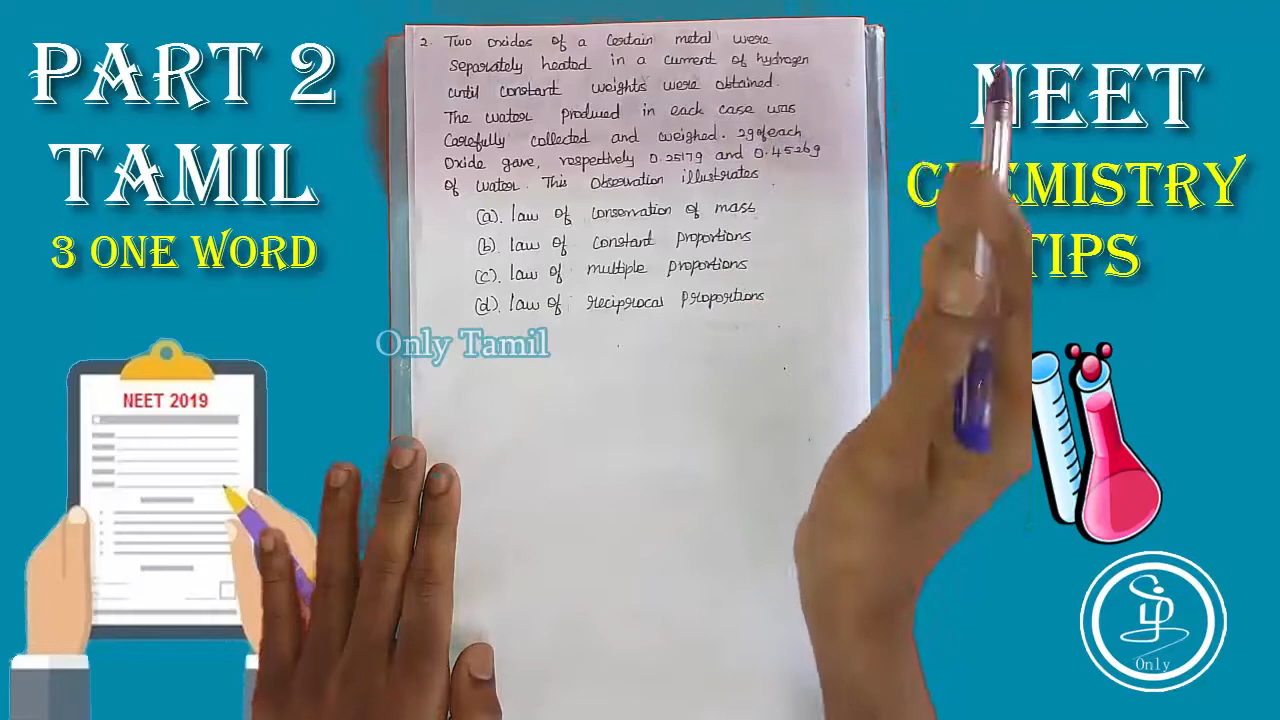 PART 2
TAMIL
3 ONE WORD
2. Two oxides of a certain metal were
separately heated in a current of hydrogen
until constant weights were obtained.
The water produced in each case was
carefully collected and weighed. 2g of each
oxide gave, respectively 0.2517g and 0.4526g
of water. This observation illustrates
(a). law of conservation of mass
(b). law of constant proportions
(c). law of multiple proportions
(d). law of reciprocal proportions
Only Tamil
NEET
CHEMISTRY
TIPS
NEET 2019
Only